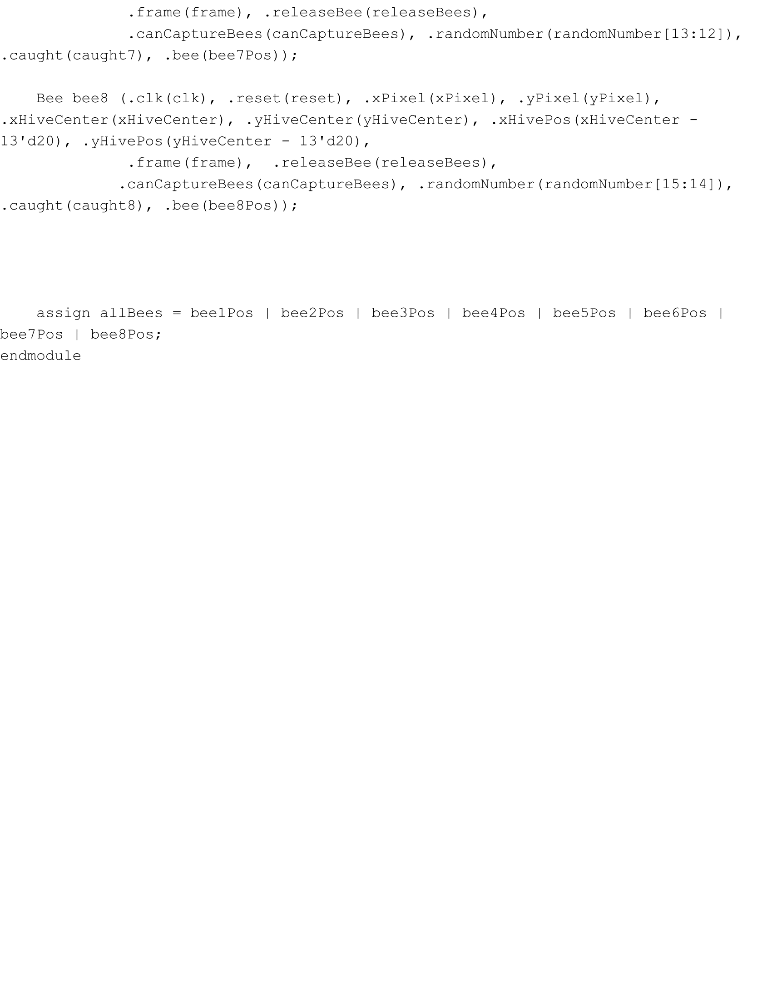 .frame(frame), .releaseBee(releaseBees),
.canCaptureBees(canCaptureBees), .randomNumber(randomNumber[13:12]),
.caught(caught7), .bee(bee7Pos));
Bee bee8 (.clk(clk), .reset(reset), .xPixel(xPixel), .yPixel(yPixel),
.xHiveCenter(xHiveCenter), .yHiveCenter(yHiveCenter), .xHivePos(xHiveCenter -
13'd20), .yHivePos(yHiveCenter - 13'd20),
.frame(frame),  .releaseBee(releaseBees),
.canCaptureBees(canCaptureBees), .randomNumber(randomNumber[15:14]),
.caught(caught8), .bee(bee8Pos));
assign allBees = bee1Pos | bee2Pos | bee3Pos | bee4Pos | bee5Pos | bee6Pos |
bee7Pos | bee8Pos;
endmodule